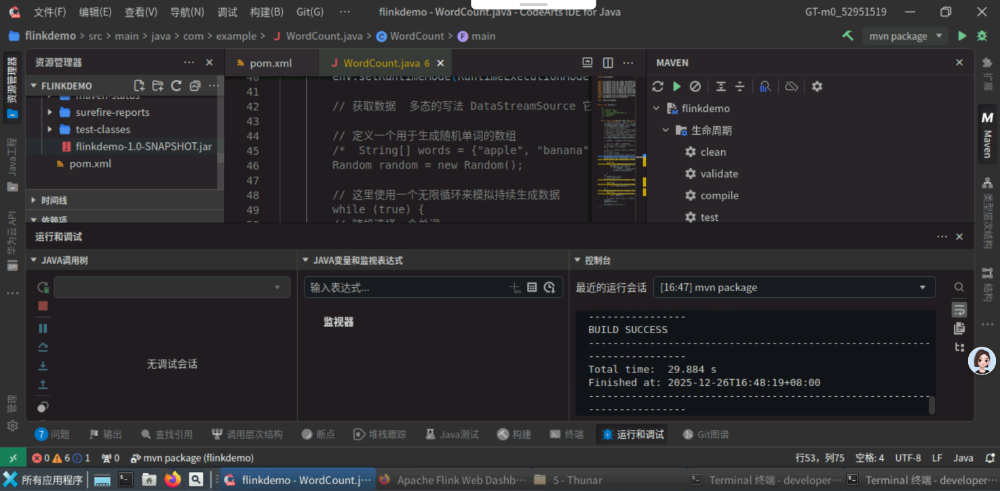 文件(F) 编辑(E) 查看(V) 导航(N) 调试 构建(B) Git(G) ··· flinkdemo - WordCount.java - CodeArts IDE for Java GT-m0_52951519
flinkdemo > src > main > java > com > example > J WordCount.java > C WordCount > F main mvn package
资源管理器 ···
FLINKDEMO ···
maven-status
surefire-reports
test-classes
flinkdemo-1.0-SNAPSHOT.jar
pom.xml
时间线
依赖项
资源管理器
Java工程
华为云 API
管理
pom.xml J WordCount.java 6 ···
40 env.setRuntimeMode(RuntimeExecutionMode
41
42 // 获取数据 多态的写法 DataStreamSource 它
43
44 // 定义一个用于生成随机单词的数组
45 /* String[] words = {"apple", "banana"
46 Random random = new Random();
47
48 // 这里使用一个无限循环来模拟持续生成数据
49 while (true) {
50 // 随机选择一个单词
MAVEN
flinkdemo
生命周期
clean
validate
compile
test
扩展
M Maven
类型层次结构
结构
运行和调试 ···
JAVA调用树
无调试会话
JAVA变量和监视表达式
输入表达式...
监视器
控制台
最近的运行会话 [16:47] mvn package
----------------
BUILD SUCCESS
----------------------------------------------------------
----------------
Total time:  29.884 s
Finished at: 2025-12-26T16:48:19+08:00
----------------------------------------------------------
----------------
7 问题 输出 查找引用 调用层次结构 断点 堆栈跟踪 Java测试 构建 终端 运行和调试 Git图谱
0 6 1 0 mvn package (flinkdemo) 行53，列75 空格: 4 UTF-8 LF Java
所有应用程序 flinkdemo - WordCount.j··· Apache Flink Web Dashb··· 5 - Thunar Terminal 终端 - developer··· Terminal 终端 - developer···